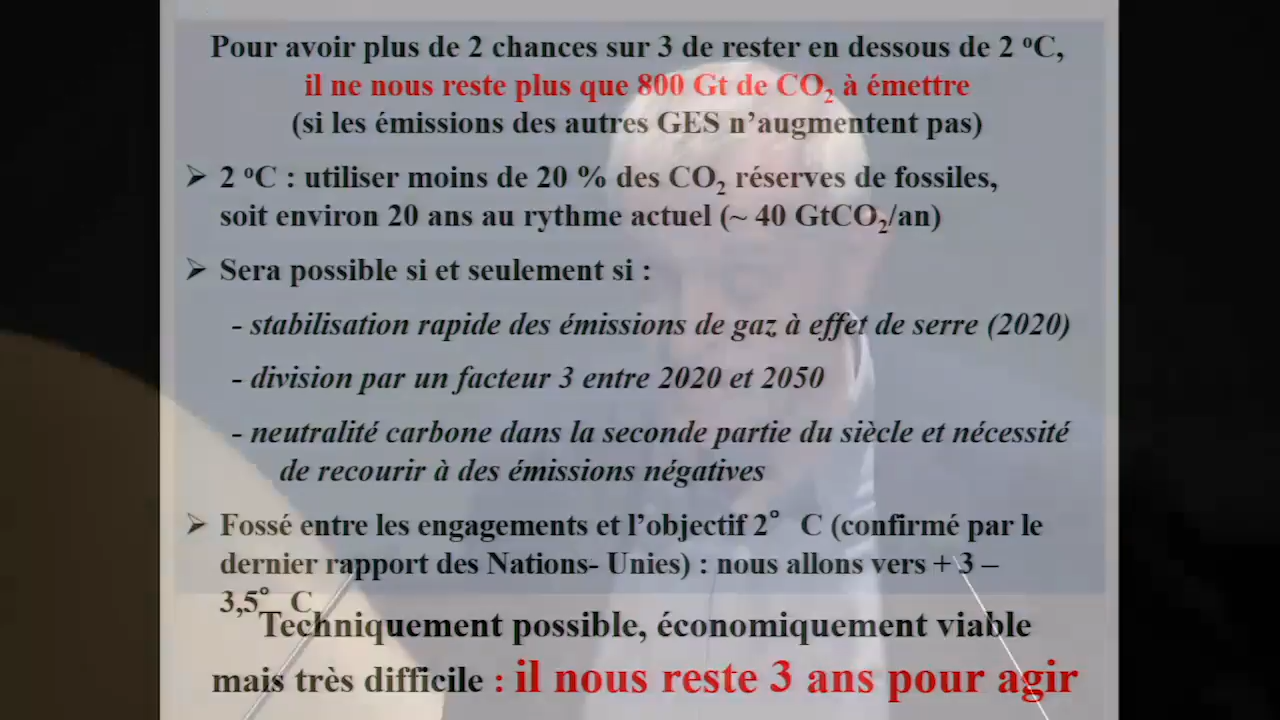 Pour avoir plus de 2 chances sur 3 de rester en dessous de 2 °C,
il ne nous reste plus que 800 Gt de CO₂ à émettre
(si les émissions des autres GES n’augmentent pas)
➢ 2 °C : utiliser moins de 20 % des CO₂ réserves de fossiles,
soit environ 20 ans au rythme actuel (~ 40 GtCO₂/an)
➢ Sera possible si et seulement si :
- stabilisation rapide des émissions de gaz à effet de serre (2020)
- division par un facteur 3 entre 2020 et 2050
- neutralité carbone dans la seconde partie du siècle et nécessité
de recourir à des émissions négatives
➢ Fossé entre les engagements et l’objectif 2° C (confirmé par le
dernier rapport des Nations- Unies) : nous allons vers + 3 –
3,5° C
Techniquement possible, économiquement viable
mais très difficile : il nous reste 3 ans pour agir